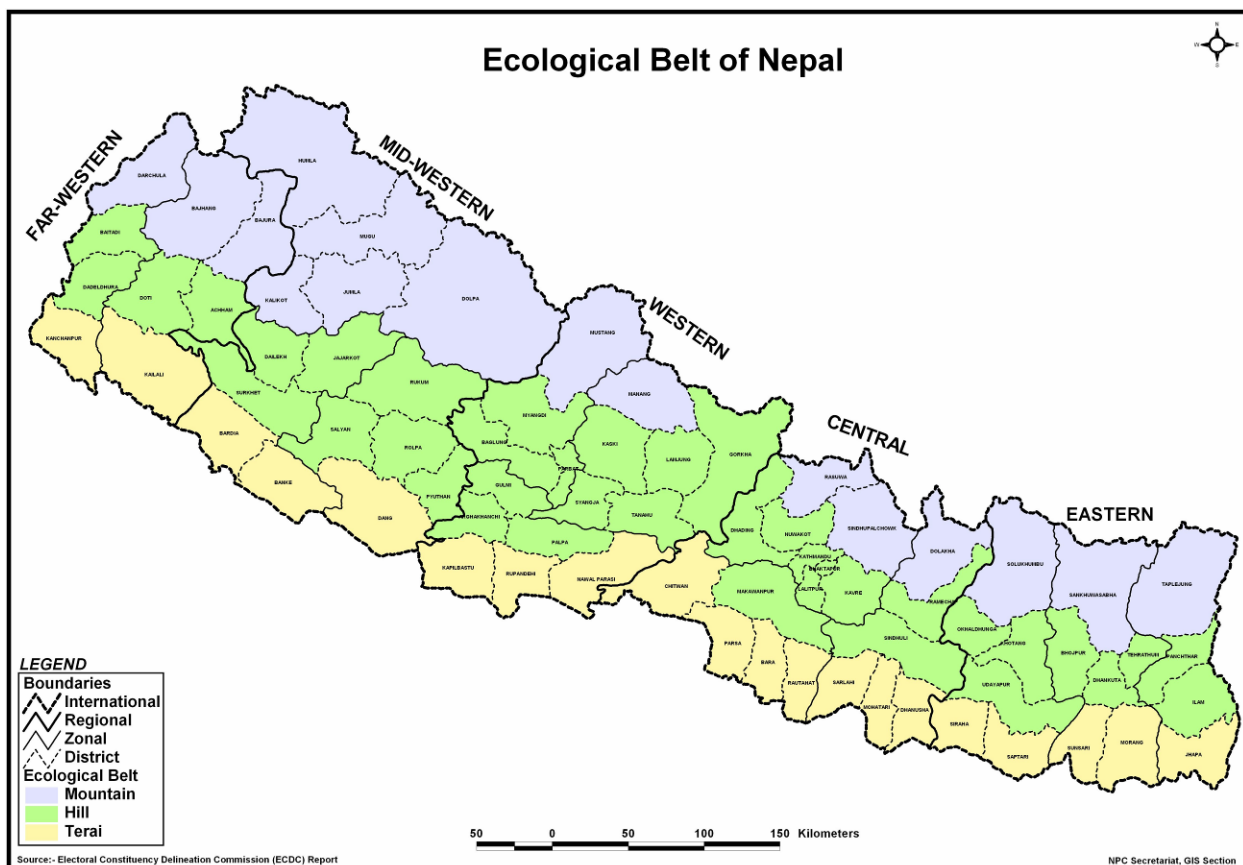 Ecological Belt of Nepal
N
W E
S
FAR-WESTERN
MID-WESTERN
WESTERN
CENTRAL
EASTERN
DARCHULA
BAJHANG
BAJURA
HUMLA
MUGU
BAITADI
DADELDHURA
DOTI
ACHHAM
KALIKOT
JUMLA
DOLPA
MUSTANG
MANANG
KANCHANPUR
KAILALI
DAILEKH
JAJARKOT
RUKUM
SURKHET
SALYAN
ROLPA
BARDIA
BANKE
DANG
PYUTHAN
MYANGDI
BAGLUNG
KASKI
LAMJUNG
GORKHA
GULMI
SYANGJA
TANAHU
PALPA
KAPILBASTU
RUPANDEHI
NAWAL PARASI
CHITWAN
RASUWA
SINDHUPALCHOWK
DHADING
NUWAKOT
KATHMANDU
BHAKTAPUR
LALITPUR
KAVRE
MAKAWANPUR
DOLAKHA
SINDHULI
PARSA
BARA
RAUTAHAT
SARLAHI
DHANUSHA
SOLUKHUMBU
SANKHUWASABHA
TAPLEJUNG
OKHALDHUNGA
BHOJPUR
TEHRATHUM
PANCHTHAR
DHANKUTA
UDAYAPUR
ILAM
SIRAHA
SAPTARI
SUNSARI
MORANG
JHAPA
LEGEND
Boundaries
International
Regional
Zonal
District
Ecological Belt
Mountain
Hill
Terai
50 0 50 100 150 Kilometers
Source:- Electoral Constituency Delineation Commission (ECDC) Report
NPC Secretariat, GIS Section